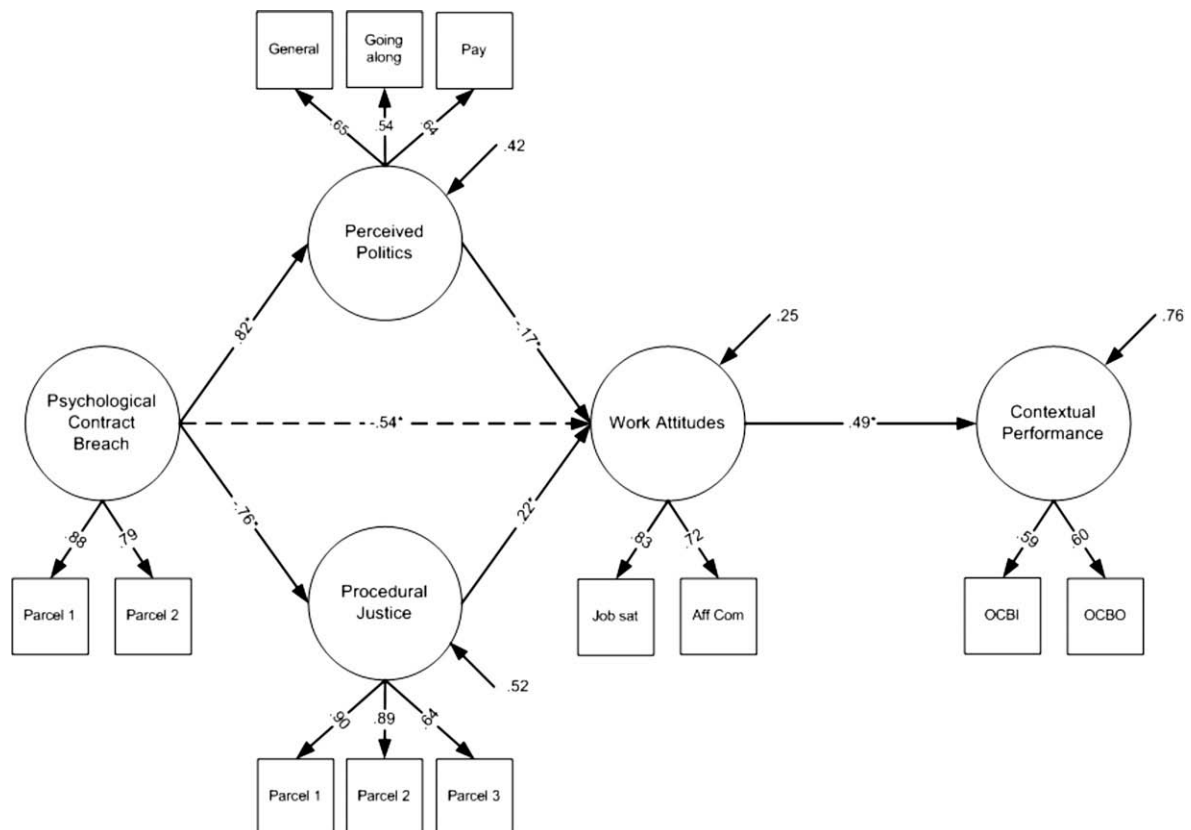 General
Going
along
Pay
.65
.54
.64
.42
Perceived
Politics
.82*
-.17*
.25
.76
Psychological
Contract
Breach
-.54*
Work Attitudes
.49*
Contextual
Performance
-.76*
.22*
.88
.79
.83
.72
.59
.60
Parcel 1
Parcel 2
Procedural
Justice
Job sat
Aff Com
OCBI
OCBO
.52
.90
.89
.64
Parcel 1
Parcel 2
Parcel 3